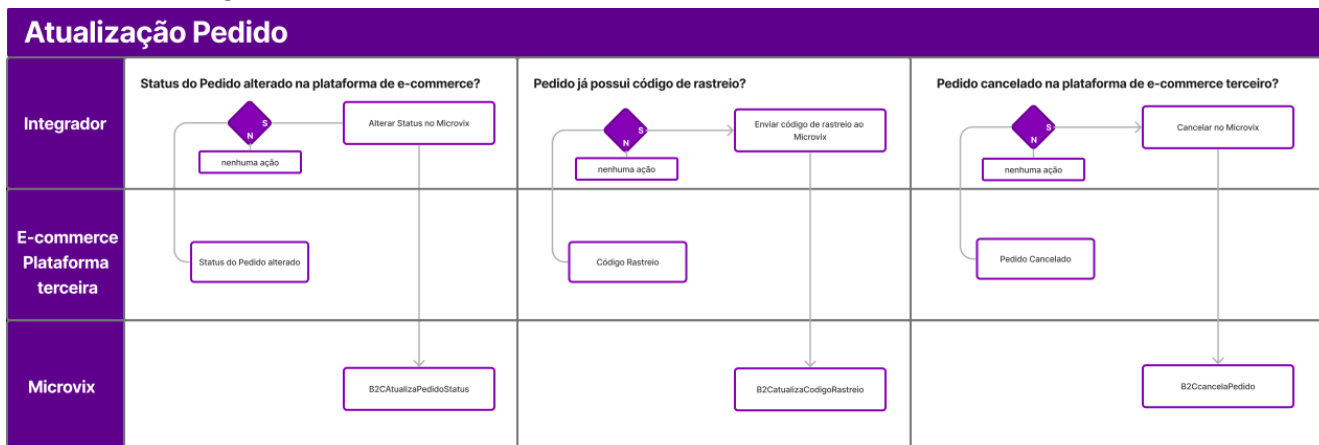 Atualização Pedido
Integrador
Status do Pedido alterado na plataforma de e-commerce?
S
N
Alterar Status no Microvix
nenhuma ação
Pedido já possui código de rastreio?
S
N
Enviar código de rastreio ao
Microvix
nenhuma ação
Pedido cancelado na plataforma de e-commerce terceiro?
S
N
Cancelar no Microvix
nenhuma ação
E-commerce
Plataforma
terceira
Status do Pedido alterado
Código Rastreio
Pedido Cancelado
Microvix
B2CAtualizaPedidoStatus
B2CatualizaCodigoRastreio
B2CcancelaPedido